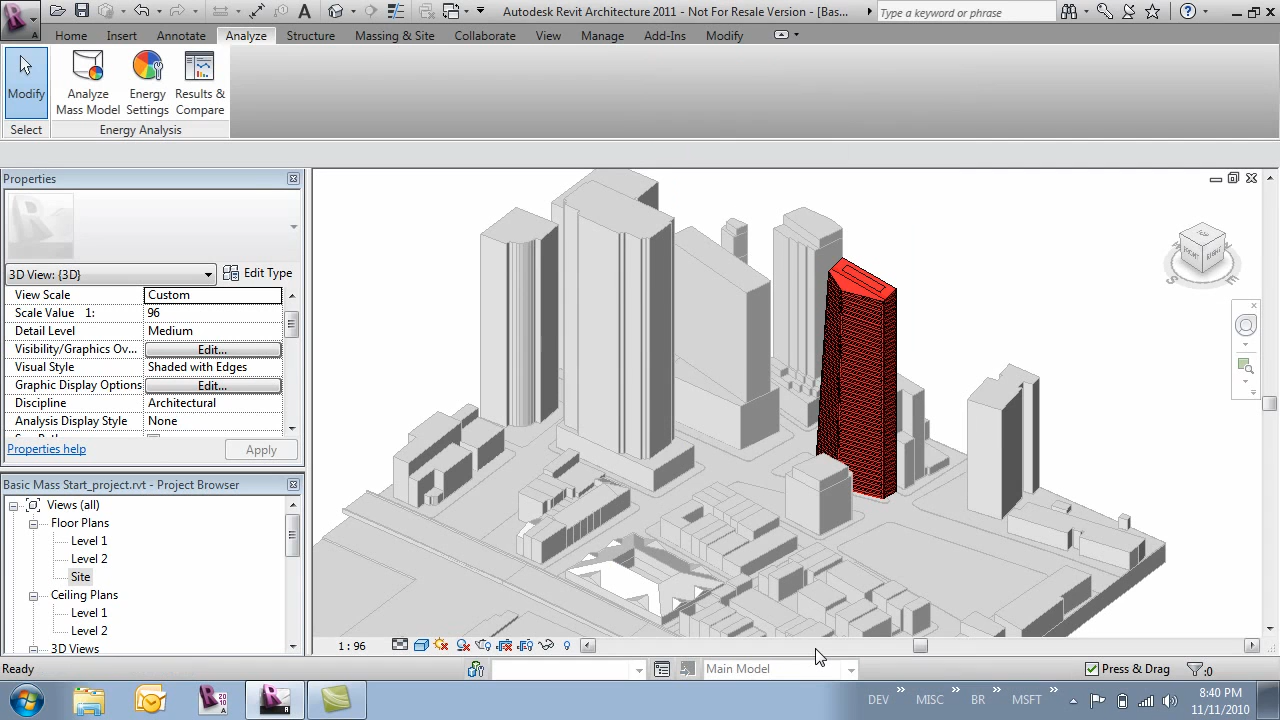 Autodesk Revit Architecture 2011 - Not For Resale Version - [Bas...
Type a keyword or phrase
Home Insert Annotate Analyze Structure Massing & Site Collaborate View Manage Add-Ins Modify
Modify
Analyze Mass Model
Energy Settings
Results & Compare
Select
Energy Analysis
Properties
3D View: {3D}
Edit Type
View Scale Custom
Scale Value 1: 96
Detail Level Medium
Visibility/Graphics Ov... Edit...
Visual Style Shaded with Edges
Graphic Display Options Edit...
Discipline Architectural
Analysis Display Style None
Properties help
Apply
Basic Mass Start_project.rvt - Project Browser
Views (all)
Floor Plans
Level 1
Level 2
Site
Ceiling Plans
Level 1
Level 2
3D Views
1 : 96
Ready
Main Model
Press & Drag
:0
DEV
MISC
BR
MSFT
8:40 PM
11/11/2010